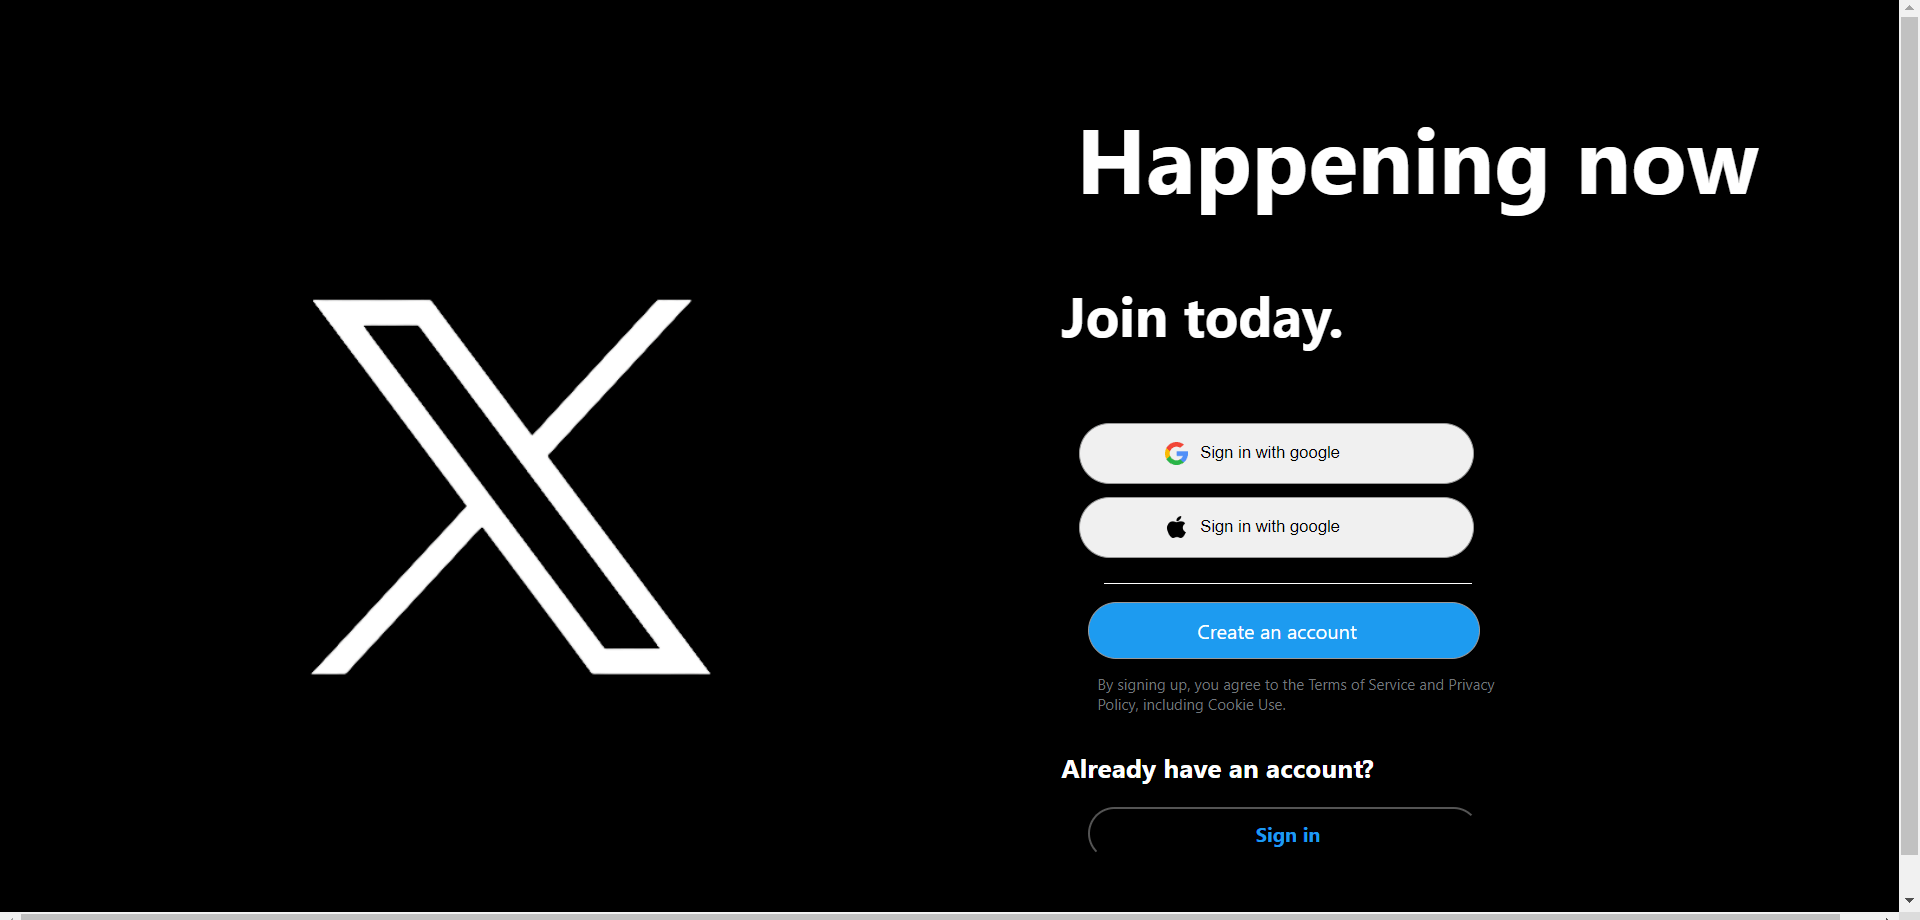 Happening now
Join today.
Sign in with google
Sign in with google
Create an account
By signing up, you agree to the Terms of Service and Privacy
Policy, including Cookie Use.
Already have an account?
Sign in